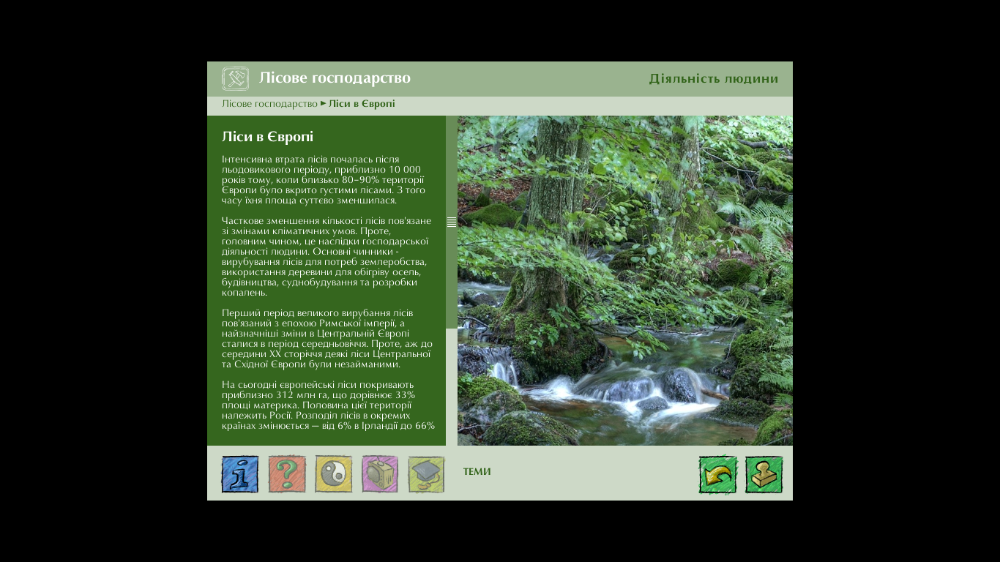 Лісове господарство
Діяльність людини
Лісове господарство ► Ліси в Європі
Ліси в Європі
Інтенсивна втрата лісів почалась після
льодовикового періоду, приблизно 10 000
років тому, коли близько 80–90% території
Європи було вкрито густими лісами. З того
часу їхня площа суттєво зменшилася.
Часткове зменшення кількості лісів пов'язане
зі змінами кліматичних умов. Проте,
головним чином, це наслідки господарської
діяльності людини. Основні чинники -
вирубування лісів для потреб землеробства,
використання деревини для обігріву осель,
будівництва, суднобудування та розробки
копалень.
Перший період великого вирубання лісів
пов'язаний з епохою Римської імперії, а
найзначніші зміни в Центральній Європі
сталися в період середньовіччя. Проте, аж до
середини XX сторіччя деякі ліси Центральної
та Східної Європи були незайманими.
На сьогодні європейські ліси покривають
приблизно 312 млн га, що дорівнює 33%
площі материка. Половина цієї території
належить Росії. Розподіл лісів в окремих
країнах змінюється — від 6% в Ірландії до 66%
ТЕМИ